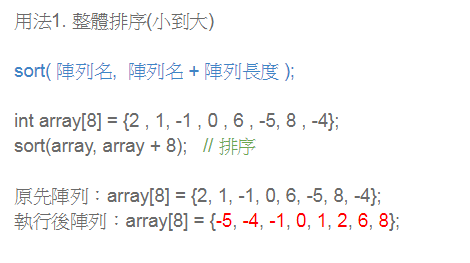 用法1. 整體排序(小到大)
sort( 陣列名, 陣列名 + 陣列長度 );
int array[8] = {2 , 1, -1 , 0 , 6 , -5, 8 , -4};
sort(array, array + 8); // 排序
原先陣列：array[8] = {2, 1, -1, 0, 6, -5, 8, -4};
執行後陣列：array[8] = {-5, -4, -1, 0, 1, 2, 6, 8};